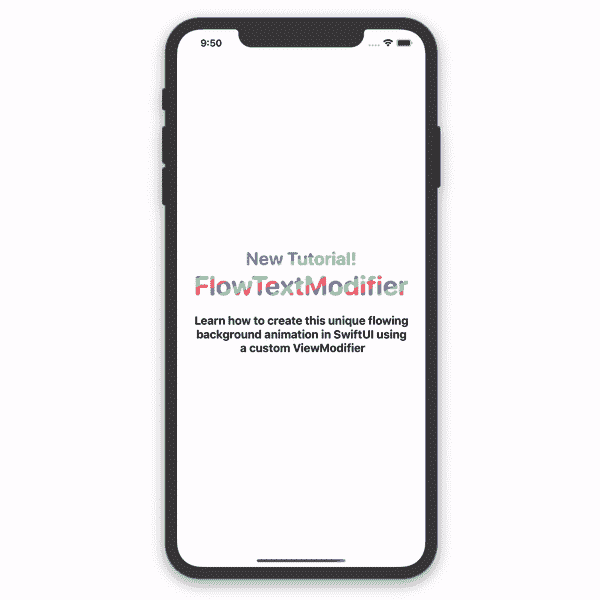 9:50
New Tutorial!
FlowTextModifier
Learn how to create this unique flowing
background animation in SwiftUI using
a custom ViewModifier